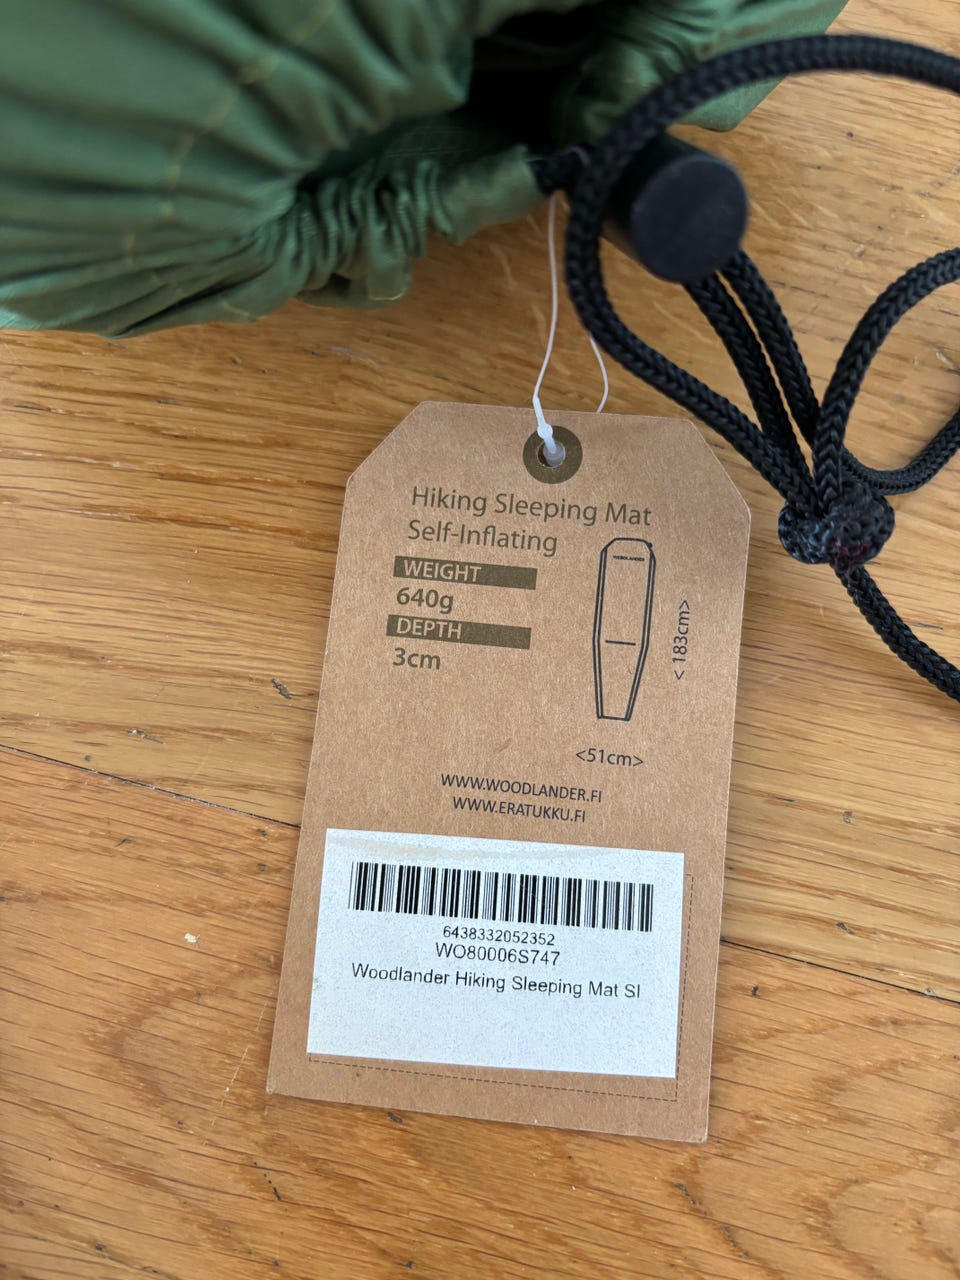 Hiking Sleeping Mat
Self-Inflating
WEIGHT
640g
DEPTH
3cm
WOODLANDER
< 183cm>
<51cm>
WWW.WOODLANDER.FI
WWW.ERATUKKU.FI
6438332052352
WO80006S747
Woodlander Hiking Sleeping Mat SI